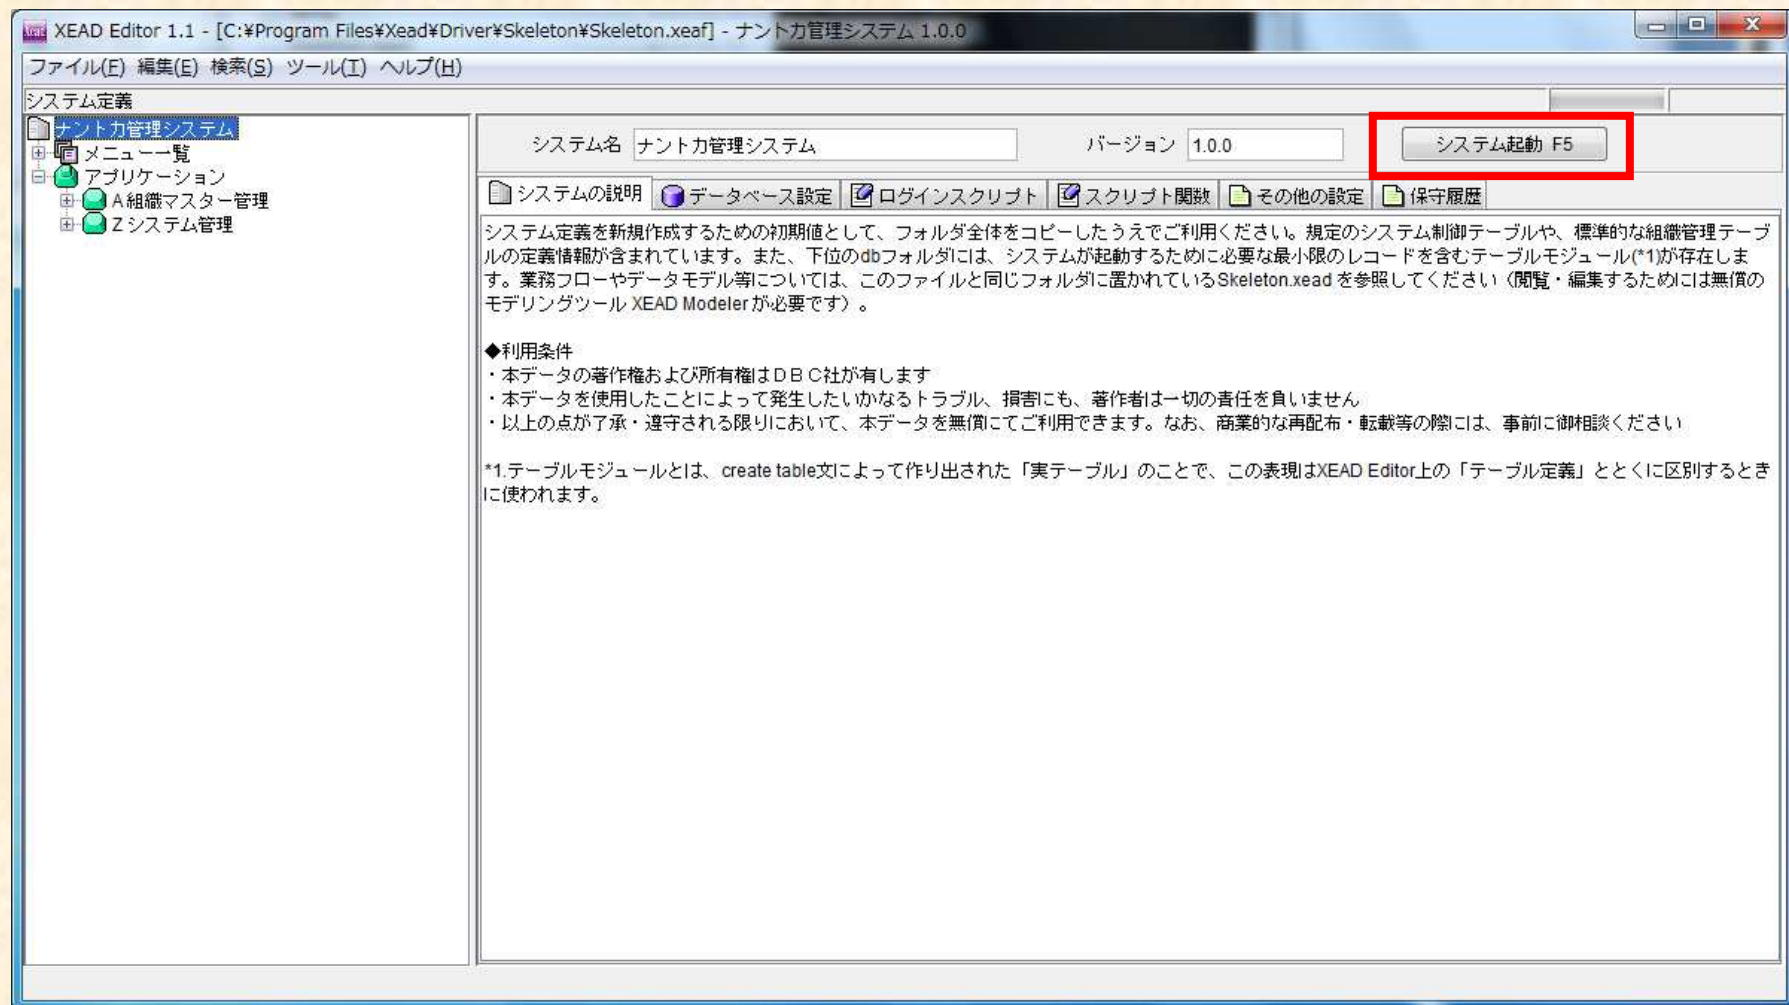 XEAD Editor 1.1 - [C:¥Program Files¥Xead¥Driver¥Skeleton¥Skeleton.xeaf] - ナントカ管理システム 1.0.0
ファイル(F) 編集(E) 検索(S) ツール(T) ヘルプ(H)
システム定義
ナントカ管理システム
メニュー一覧
アプリケーション
A 組織マスター管理
Z システム管理
システム名 ナントカ管理システム バージョン 1.0.0 システム起動 F5
システムの説明 データベース設定 ログインスクリプト スクリプト関数 その他の設定 保守履歴
システム定義を新規作成するための初期値として、フォルダ全体をコピーしたうえでご利用ください。規定のシステム制御テーブルや、標準的な組織管理テーブ
ルの定義情報が含まれています。また、下位のdbフォルダには、システムが起動するために必要な最小限のレコードを含むテーブルモジュール(*1)が存在しま
す。業務フローやデータモデル等については、このファイルと同じフォルダに置かれているSkeleton.xead を参照してください（閲覧・編集するためには無償の
モデリングツール XEAD Modeler が必要です）。
◆利用条件
・本データの著作権および所有権はＤＢＣ社が有します
・本データを使用したことによって発生したいかなるトラブル、損害にも、著作者は一切の責任を負いません
・以上の点が了承・遵守される限りにおいて、本データを無償にてご利用できます。なお、商業的な再配布・転載等の際には、事前に御相談ください
*1.テーブルモジュールとは、create table文によって作り出された「実テーブル」のことで、この表現はXEAD Editor上の「テーブル定義」ととくに区別するとき
に使われます。